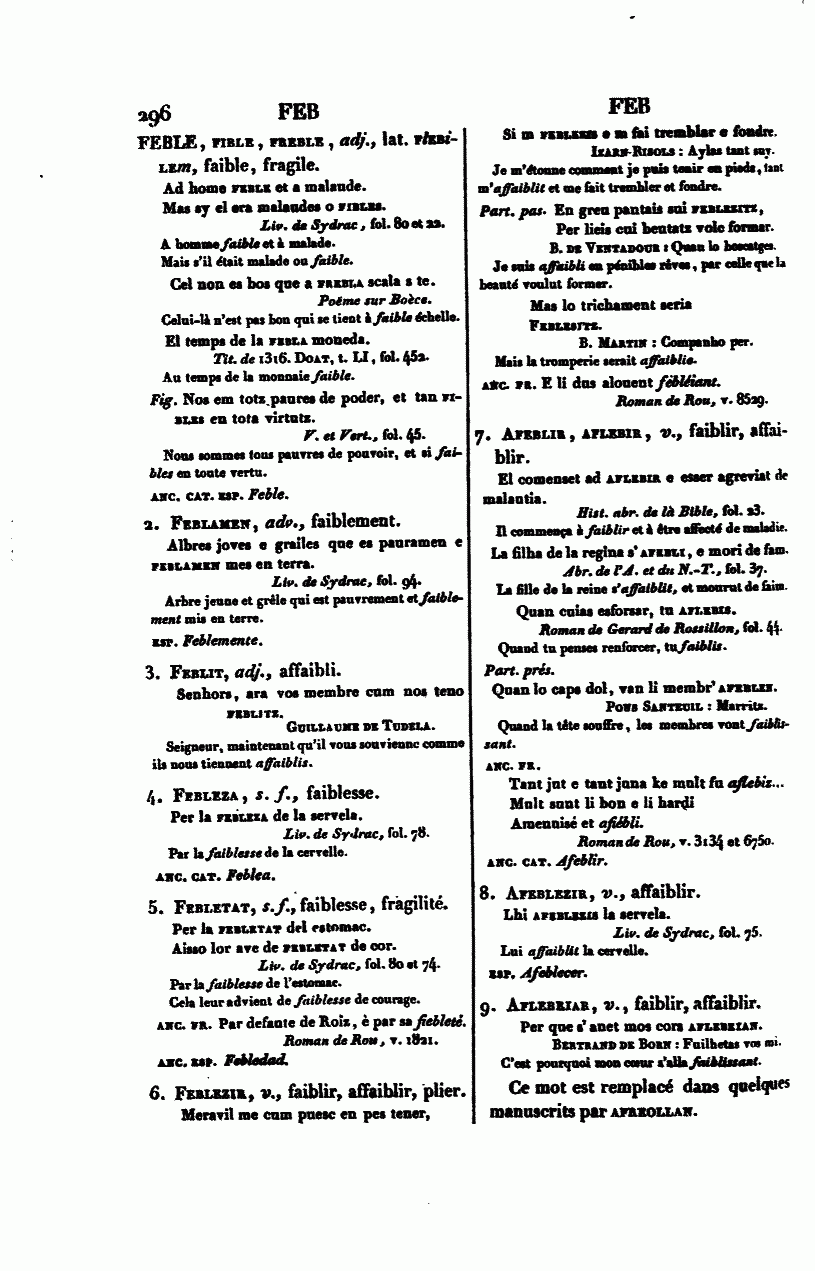 296 FEB
FEBLE, FIBLE, FREBLE, adj., lat. FLEBI-
LEM, faible, fragile.
Ad home FEBLE et a malaude.
Mas sy el era malaudes o FIBLES.
Liv. de Sydrac, fol. 80 et 22.
A homme faible et à malade.
Mais s'il était malade ou faible.
Cel non es bos que a FREBLA scala s te.
Poëme sur Boèce.
Celui-là n'est pas bon qui se tient à faible échelle.
El temps de la FEBLA moneda.
Tit. de 1316. DOAT, t. LI, fol. 452.
Au temps de la monnaie faible.
Fig. Nos em totz paures de poder, et tan FI-
BLES en tota virtutz.
V. et Vert., fol. 45.
Nous sommes tous pauvres de pouvoir, et si fai-
bles en toute vertu.
ANC. CAT. ESP. Feble.
2. FEBLAMEN, adv., faiblement.
Albres joves e grailes que es pauramen e
FEBLAMEN mes en terra.
Liv. de Sydrac, fol. 94.
Arbre jeune et grêle qui est pauvrement et faible-
ment mis en terre.
ESP. Feblemente.
3. FEBLIT, adj., affaibli.
Senhors, ara vos membre cum nos teno
FEBLITZ.
GUILLAUME DE TUDELA.
Seigneur, maintenant qu'il vous souvienne comme
ils nous tiennent affaiblis.
4. FEBLEZA, s. f., faiblesse.
Per la FEBLEZA de la servela.
Liv. de Sydrac, fol. 78.
Par la faiblesse de la cervelle.
ANC. CAT. Feblea.
5. FEBLETAT, s. f., faiblesse, fragilité.
Per la FEBLETAT del estomac.
Aisso lor ave de FEBLETAT de cor.
Liv. de Sydrac, fol. 80 et 74.
Par la faiblesse de l'estomac.
Cela leur advient de faiblesse de courage.
ANC. FR. Par defaute de Roiz, è par sa fiebleté.
Roman de Rou, v. 1821.
ANC. ESP. Febledad.
6. FEBLEZIR, v., faiblir, affaiblir, plier.
Meravil me cum puesc en pes tener,
FEB
Si m FEBLEZIS e m fai tremblar e fondre.
IZARN-RISOLS : Aylas tant suy.
Je m'étonne comment je puis tenir en pieds, tant
m'affaiblit et me fait trembler et fondre.
Part. pas. En greu pantais sui FEBLEZITZ,
Per lieis cui beutatz volc formar.
B. DE VENTADOUR : Quan lo boscatges.
Je suis affaibli en pénibles rêves, par celle que la
beauté voulut former.
Mas lo trichament seria
FEBLEZITZ.
B. MARTIN : Companho per.
Mais la tromperie serait affaiblie.
ANC. FR. E li dus alouent fèbléiant.
Roman de Rou, v. 8529.
7. AFEBLIR, AFLEBIR, v., faiblir, affai-
blir.
El comenset ad AFLEBIR e esser agreviat de
malautia.
Hist. abr. de la Bible, fol. 23.
Il commença à faiblir et à être affecté de maladie.
La filha de la regina s'AFEBLI, e mori de fam.
Abr. de l'A. et du N.-T., fol. 37.
La fille de la reine s'affaiblit, et mourut de faim.
Quan cuias esforsar, tu AFLEBIS.
Roman de Gerard de Rossillon, fol. 44.
Quand tu penses renforcer, tu faiblis.
Part. prés.
Quan lo caps dol, van li membr' AFEBLEN.
PONS SANTEUIL : Marritz.
Quand la tête souffre, les membres vont faiblis-
sant.
ANC. FR.
Tant jut e tant juna ke mult fu aflebiz...
Mult sunt li bon e li hardi
Amenuisé et afiébli.
Roman de Rou, v. 3134 et 6750.
ANC. CAT. Afeblir.
8. AFEBLEZIR, v., affaiblir.
Lhi AFEBLEZIS la servela.
Liv. de Sydrac, fol. 75.
Lui affaiblit la cervelle.
ESP. Afeblecer.
9. AFLEBEIAR, v., faiblir, affaiblir.
Per que s' anet mos cors AFLEBEIAN.
BERTRAND DE BORN : Fuilhetas vos mi.
C'est pourquoi mon cœur s'alla faiblissant.
Ce mot est remplacé dans quelques
manuscrits par AFREOLLAN.